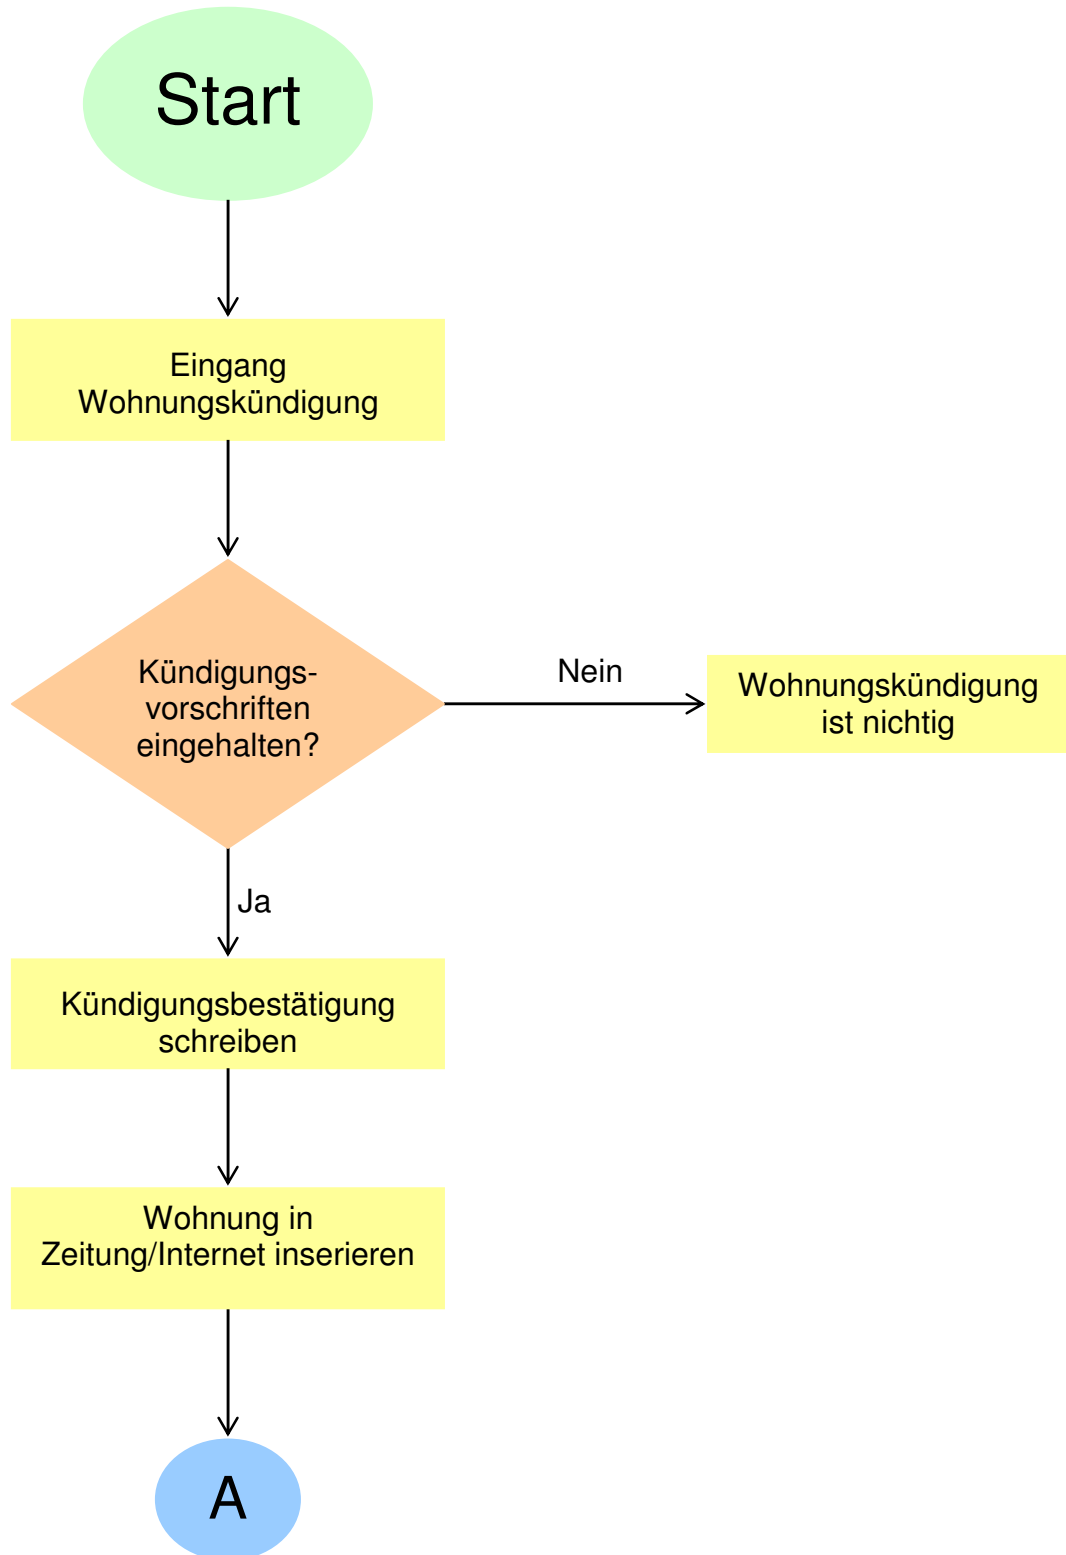 Start
Eingang
Wohnungskündigung
Kündigungs-
vorschriften
eingehalten?
Nein
Wohnungskündigung
ist nichtig
Ja
Kündigungsbestätigung
schreiben
Wohnung in
Zeitung/Internet inserieren
A